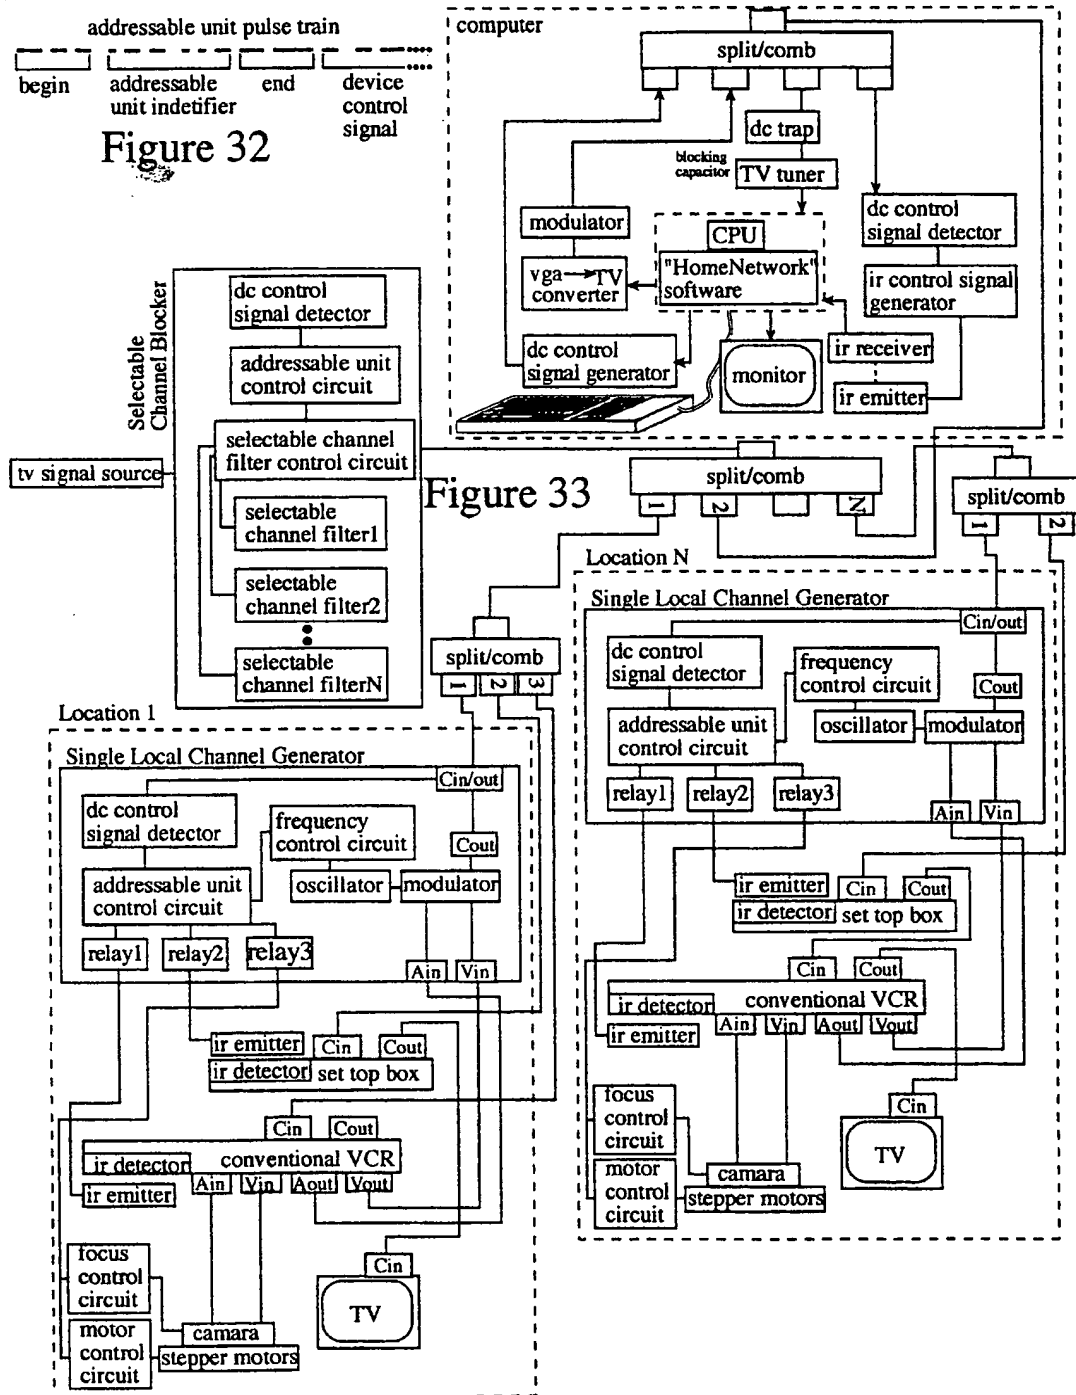 addressable unit pulse train
begin
addressable
unit indetifier
end
device
control
signal
Figure 32
computer
split/comb
dc trap
blocking
capacitor
TV tuner
modulator
CPU
"HomeNetwork"
software
vga → TV
converter
dc control
signal detector
ir control signal
generator
dc control
signal generator
monitor
ir receiver
ir emitter
Selectable
Channel Blocker
dc control
signal detector
addressable unit
control circuit
selectable channel
filter control circuit
tv signal source
selectable
channel filter1
selectable
channel filter2
selectable
channel filterN
Figure 33
split/comb
1
2
N
split/comb
1
2
split/comb
1
2
3
Location 1
Single Local Channel Generator
Cin/out
dc control
signal detector
frequency
control circuit
Cout
addressable unit
control circuit
oscillator
modulator
relay1
relay2
relay3
Ain
Vin
ir emitter
Cin
Cout
ir detector
set top box
Cin
Cout
ir detector
conventional VCR
ir emitter
Ain
Vin
Aout
Vout
focus
control
circuit
motor
control
circuit
camara
stepper motors
Cin
TV
Location N
Single Local Channel Generator
Cin/out
dc control
signal detector
frequency
control circuit
Cout
addressable unit
control circuit
oscillator
modulator
relay1
relay2
relay3
Ain
Vin
ir emitter
Cin
Cout
ir detector
set top box
Cin
Cout
ir detector
conventional VCR
ir emitter
Ain
Vin
Aout
Vout
focus
control
circuit
motor
control
circuit
camara
stepper motors
Cin
TV